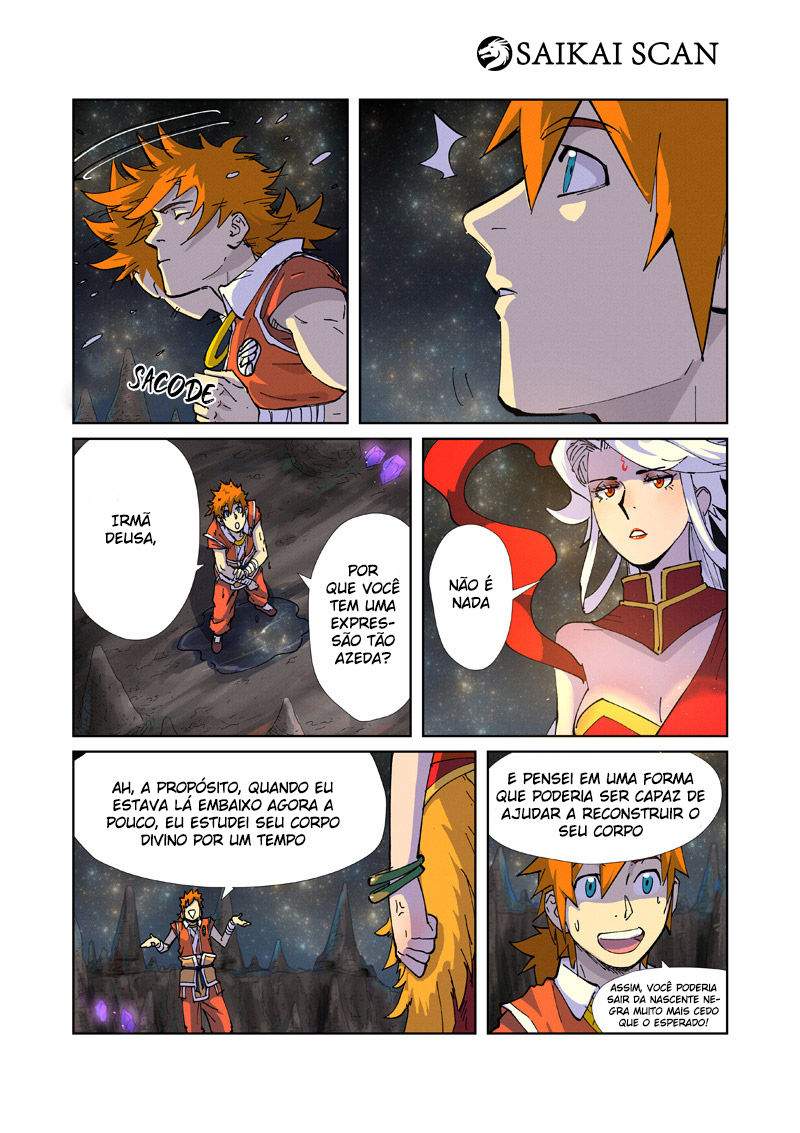 SAIKAI SCAN
SACODE
IRMÃ
DEUSA,
POR
QUE VOCÊ
TEM UMA
EXPRES-
SÃO TÃO
AZEDA?
NÃO É
NADA
AH, A PROPÓSITO, QUANDO EU
ESTAVA LÁ EMBAIXO AGORA A
POUCO, EU ESTUDEI SEU CORPO
DIVINO POR UM TEMPO
E PENSEI EM UMA FORMA
QUE PODERIA SER CAPAZ DE
AJUDAR A RECONSTRUIR O
SEU CORPO
ASSIM, VOCÊ PODERIA
SAIR DA NASCENTE NE-
GRA MUITO MAIS CEDO
QUE O ESPERADO!